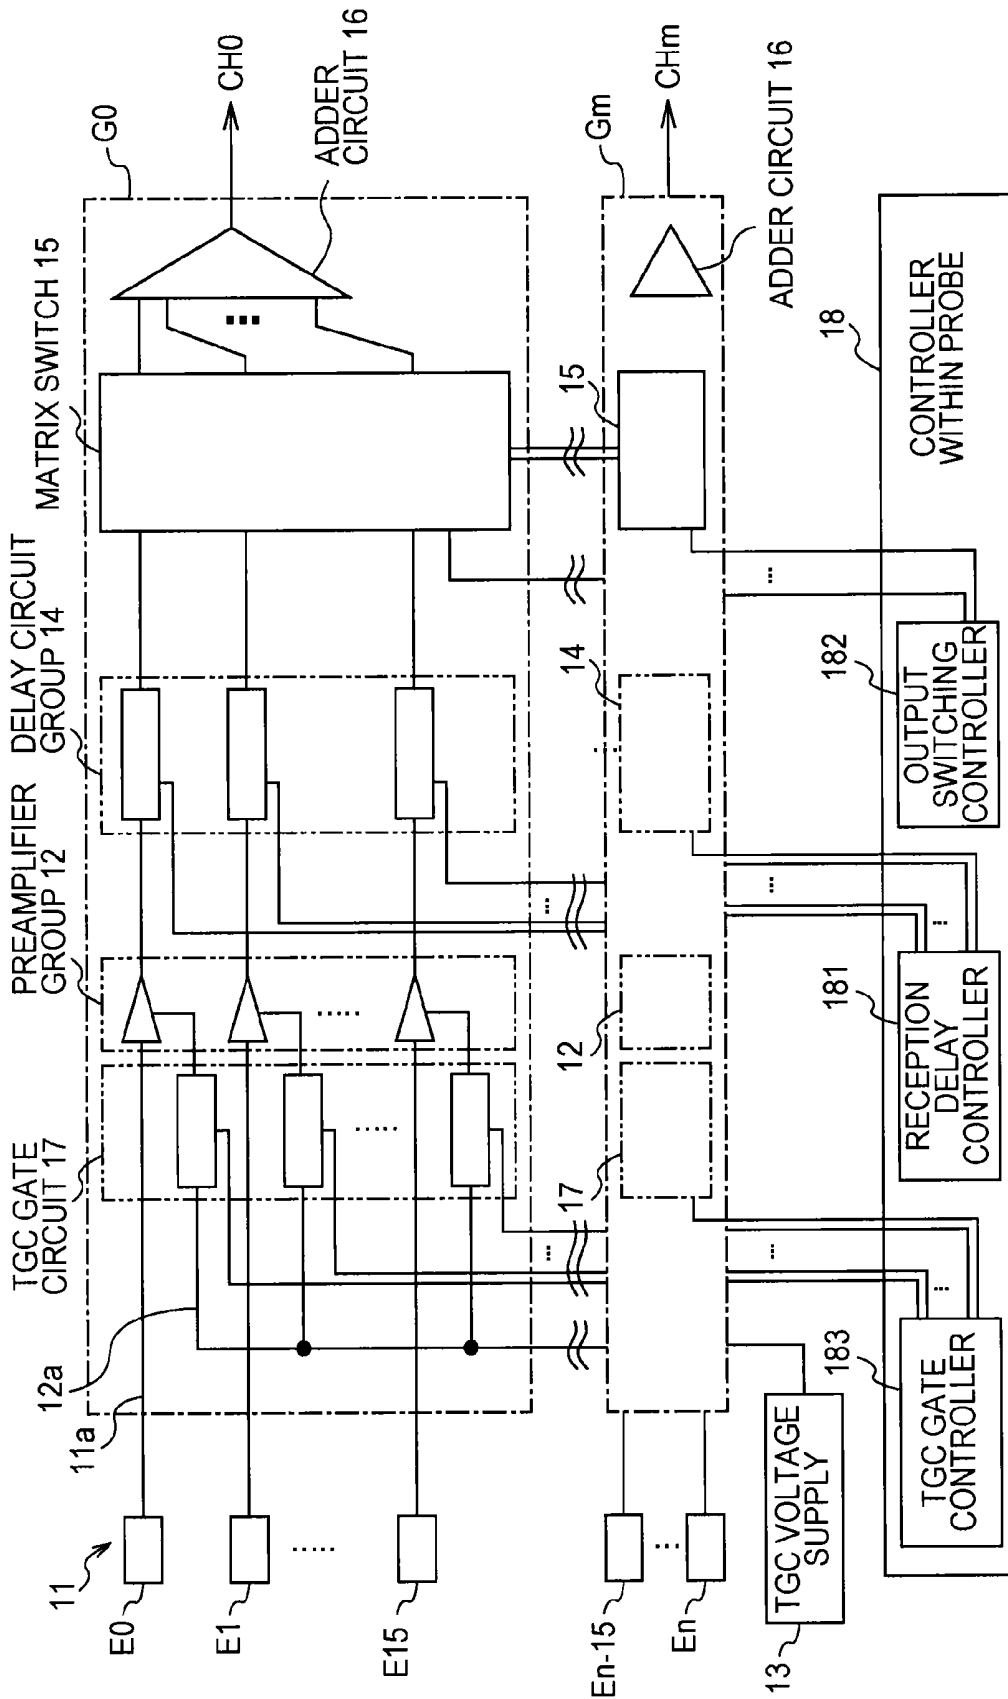 11
E0
E1
E15
En-15
En
13
TGC VOLTAGE
SUPPLY
11a
12a
TGC GATE
CIRCUIT 17
PREAMPLIFIER
GROUP 12
DELAY CIRCUIT
GROUP 14
MATRIX SWITCH 15
G0
CH0
ADDER
CIRCUIT 16
17
12
14
15
Gm
CHm
ADDER CIRCUIT 16
183
TGC GATE
CONTROLLER
181
RECEPTION
DELAY
CONTROLLER
182
OUTPUT
SWITCHING
CONTROLLER
18
CONTROLLER
WITHIN PROBE